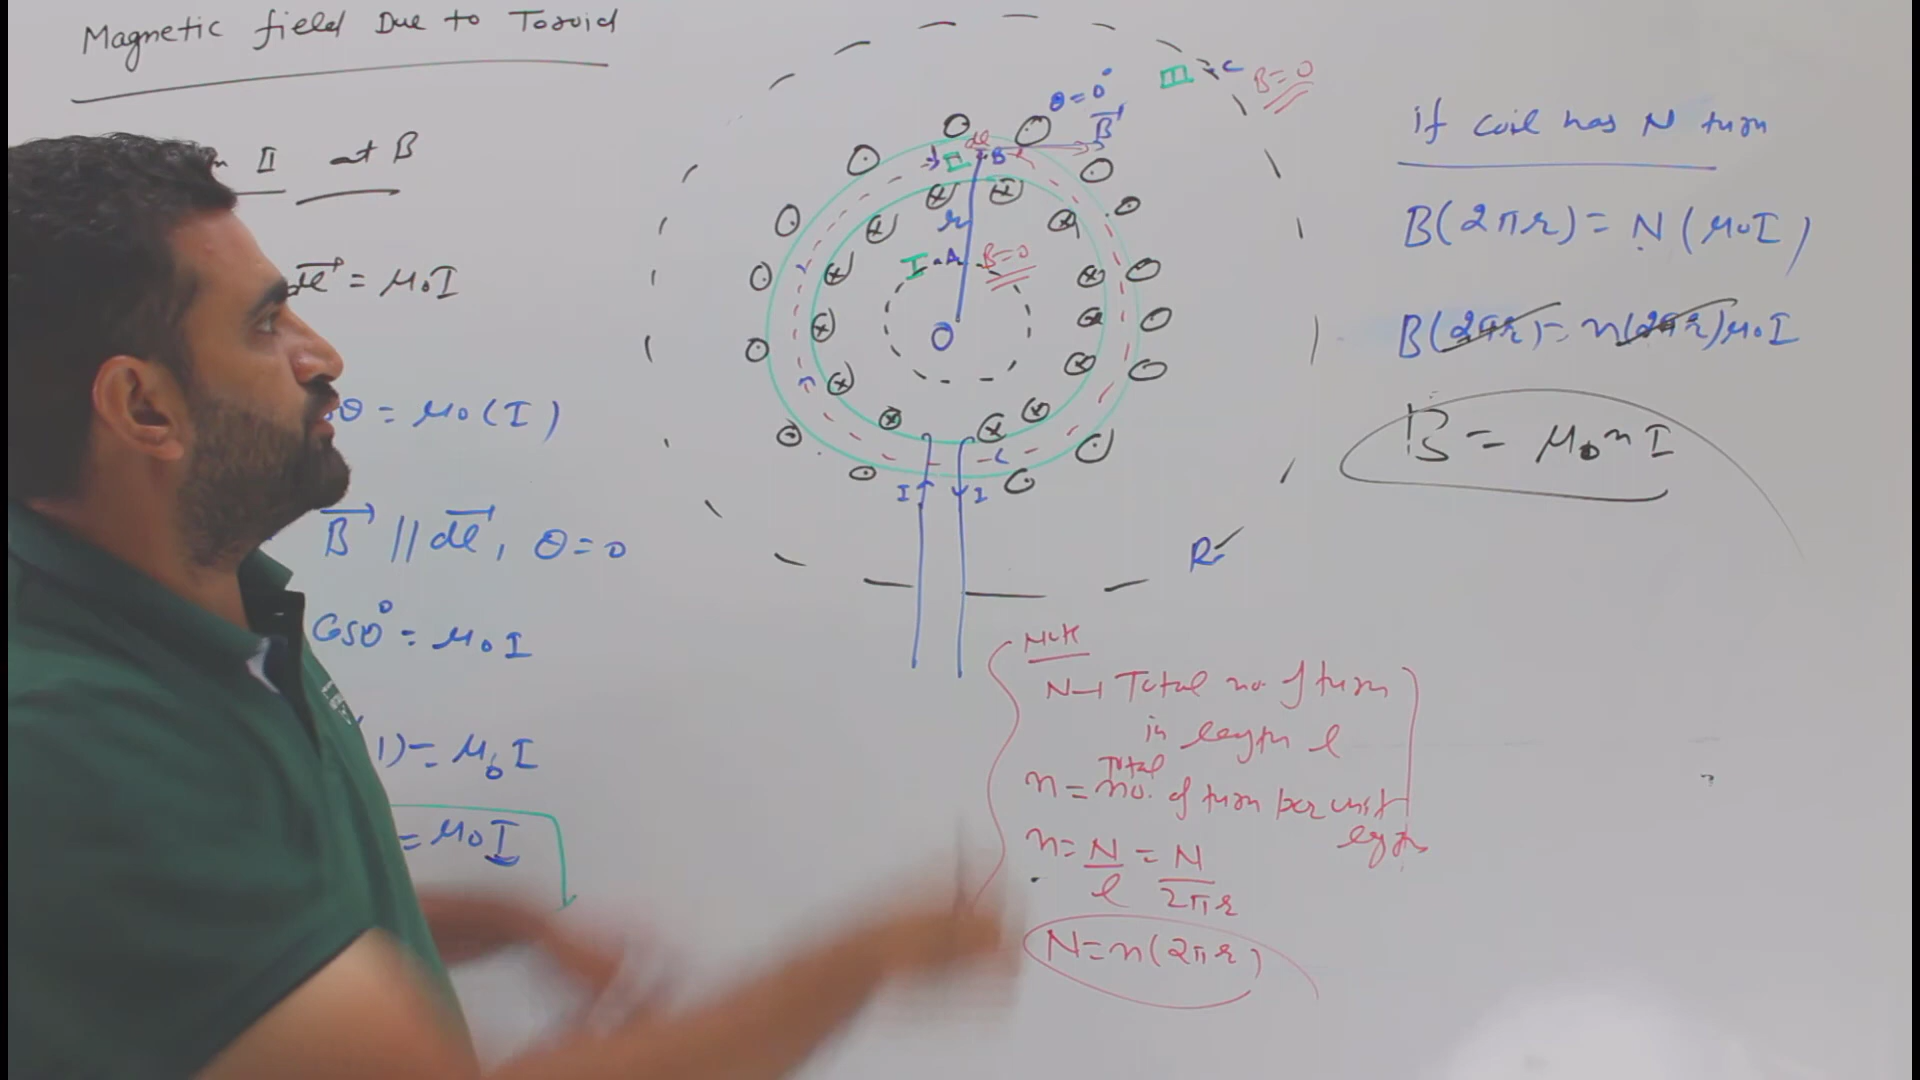 Magnetic field Due to Toroid
II at B
dl = μ₀I
θ = μ₀(I)
B || dl, θ = 0
Cos0° = μ₀I
1) = μ₀I
= μ₀I
θ = 0°
B
dl
II
B
r
I
A
B = 0
O
III
C
B = 0
I
I
L
R
if coil has N turn
B(2πr) = N(μ₀I)
B(2πr) = n(2πr)μ₀I
B = μ₀nI
N→ Total no. of turn
in length l
n = Total no. of turn per unit
n = N/l = N/2πr
N = n(2πr)